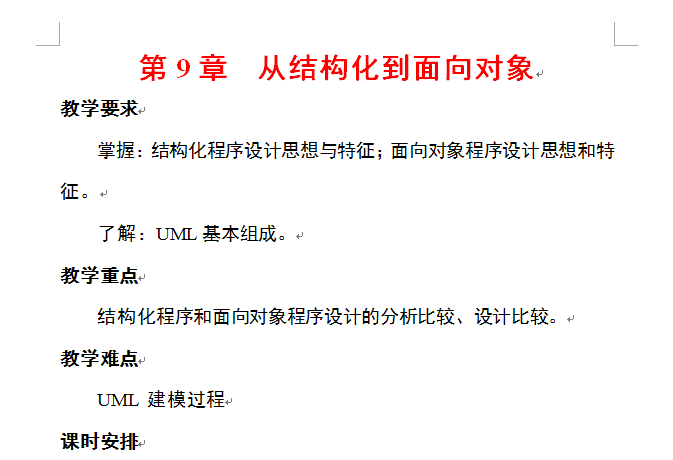 第 9 章　从结构化到面向对象
教学要求
掌握：结构化程序设计思想与特征；面向对象程序设计思想和特
征。
了解：UML 基本组成。
教学重点
结构化程序和面向对象程序设计的分析比较、设计比较。
教学难点
UML 建模过程
课时安排